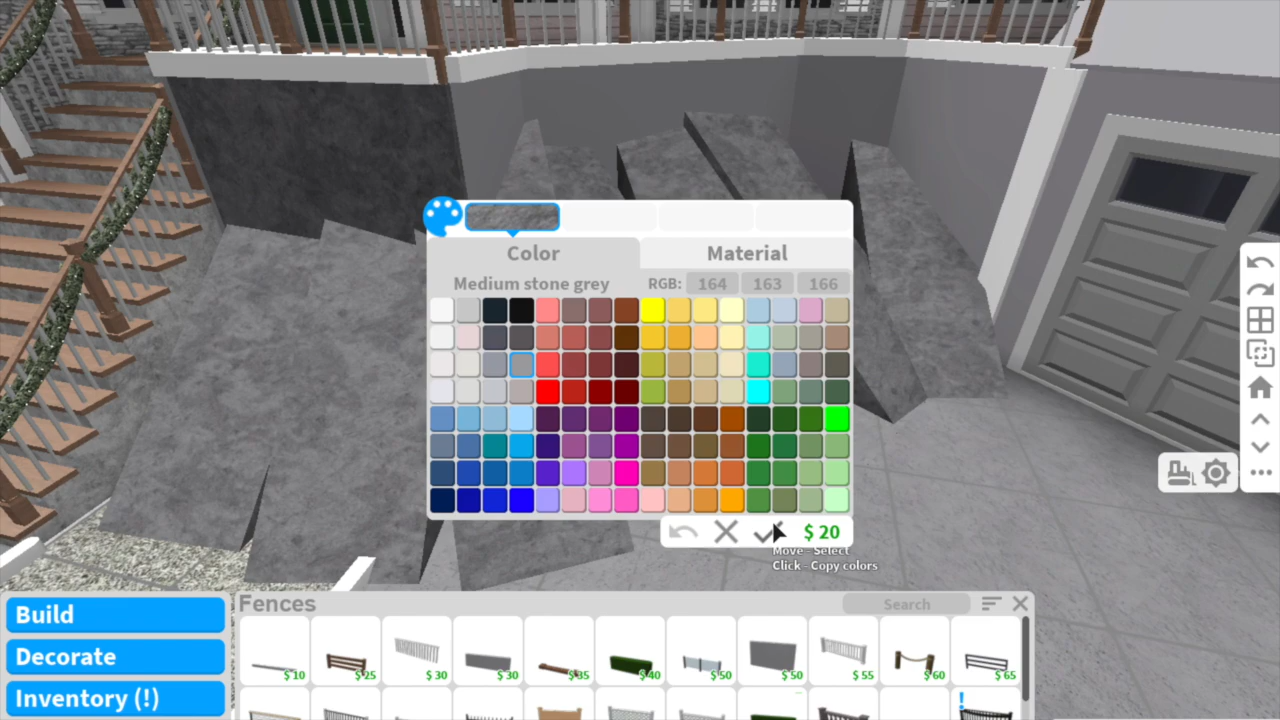 Color
Material
Medium stone grey
RGB: 164 163 166
$ 20
Move - Select
Click - Copy colors
Build
Decorate
Inventory (!)
Fences
Search
$ 10
$ 25
$ 30
$ 30
$ 35
$ 40
$ 50
$ 50
$ 55
$ 60
$ 65
!